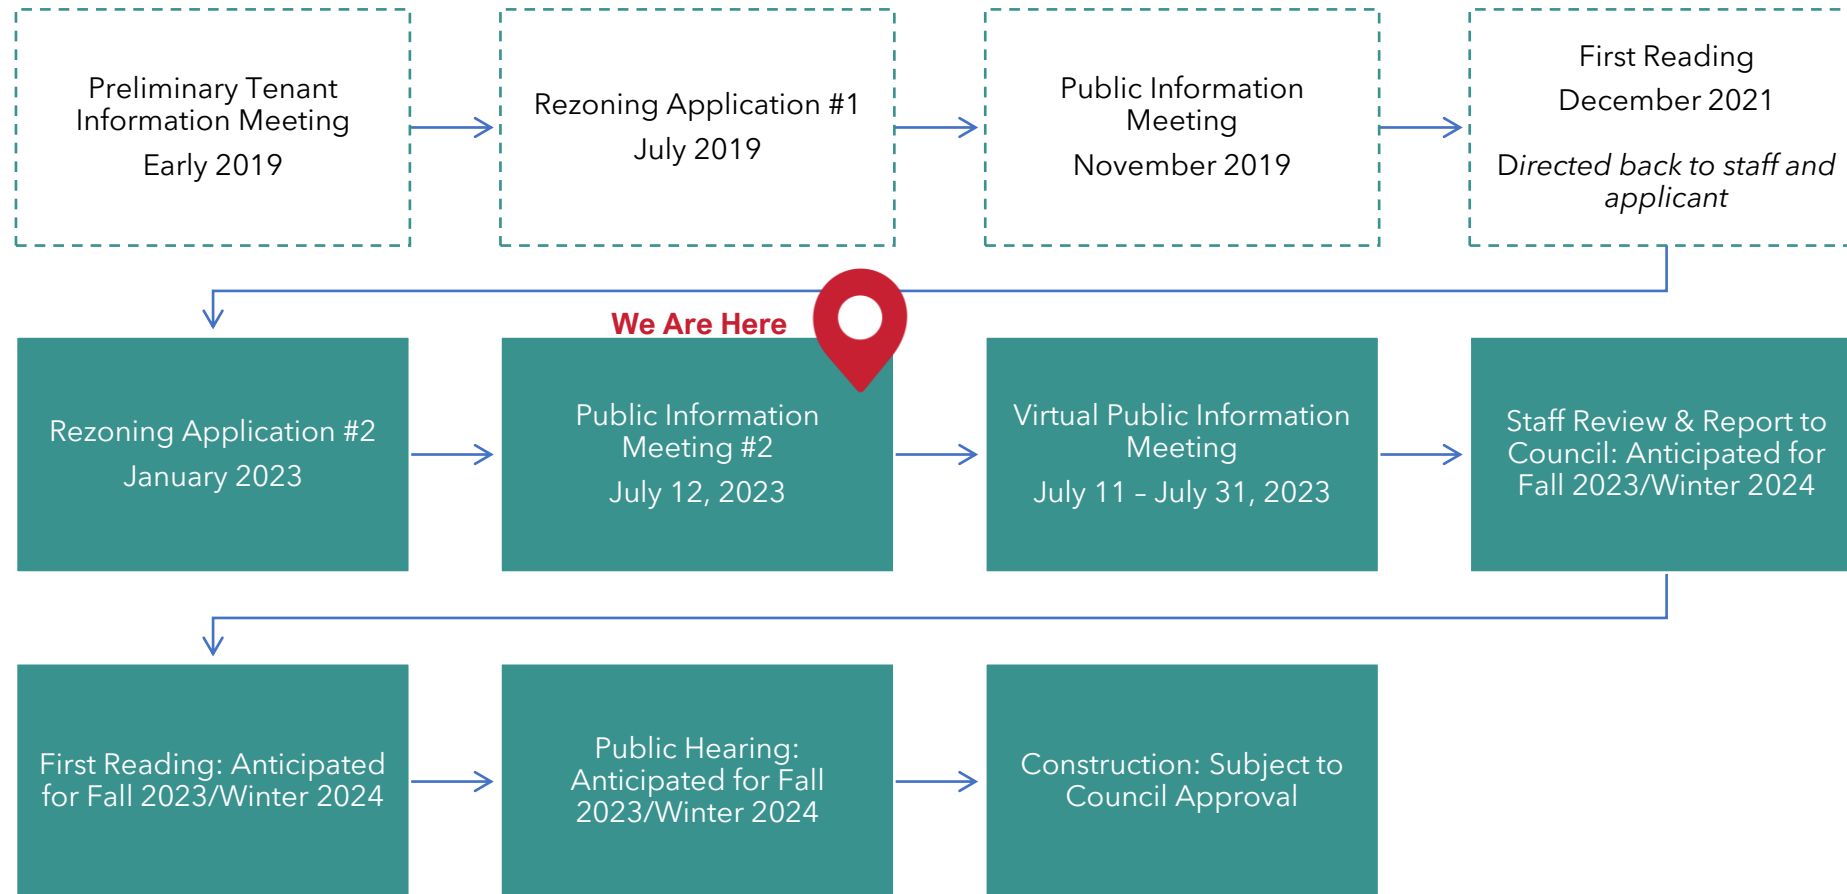 Preliminary Tenant
Information Meeting
Early 2019
Rezoning Application #1
July 2019
Public Information
Meeting
November 2019
First Reading
December 2021
Directed back to staff and
applicant
We Are Here
Rezoning Application #2
January 2023
Public Information
Meeting #2
July 12, 2023
Virtual Public Information
Meeting
July 11 – July 31, 2023
Staff Review & Report to
Council: Anticipated for
Fall 2023/Winter 2024
First Reading: Anticipated
for Fall 2023/Winter 2024
Public Hearing:
Anticipated for Fall
2023/Winter 2024
Construction: Subject to
Council Approval